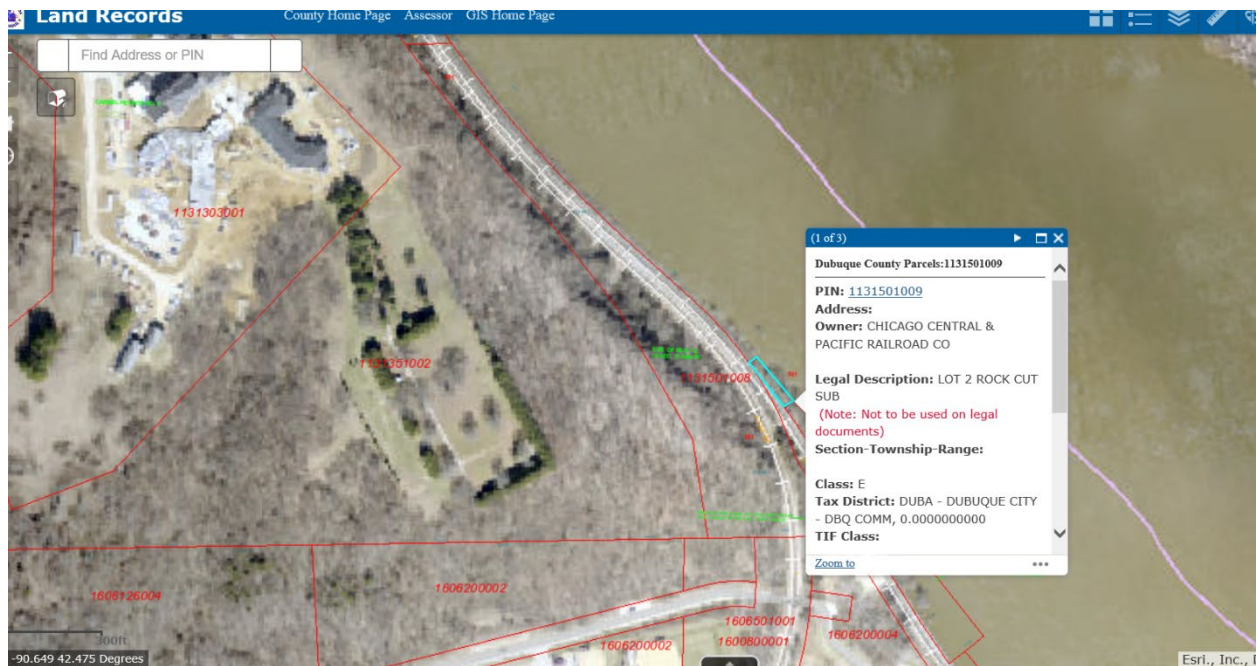 Land Records
County Home Page Assessor GIS Home Page
Find Address or PIN
1131303001
1131501008
1606126004
1606200002
1606501001
1606200002
1600800001
1606200004
(1 of 3)
Dubuque County Parcels:1131501009
PIN: 1131501009
Address:
Owner: CHICAGO CENTRAL &
PACIFIC RAILROAD CO
Legal Description: LOT 2 ROCK CUT
SUB
(Note: Not to be used on legal
documents)
Section-Township-Range:
Class: E
Tax District: DUBA - DUBUQUE CITY
- DBQ COMM, 0.0000000000
TIF Class:
Zoom to
300ft
-90.649 42.475 Degrees
Esri., Inc.,